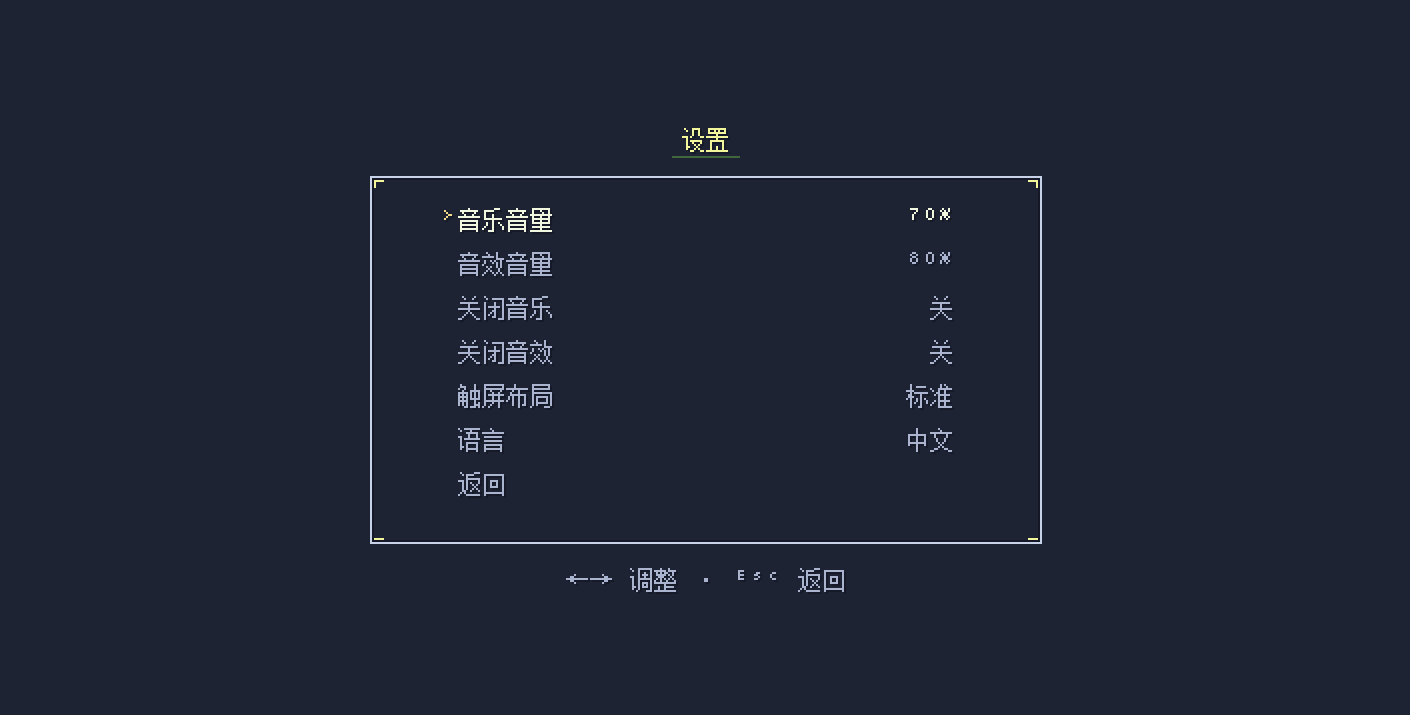 设置
>音乐音量 70%
音效音量 80%
关闭音乐 关
关闭音效 关
触屏布局 标准
语言 中文
返回
←→ 调整 · ESC 返回